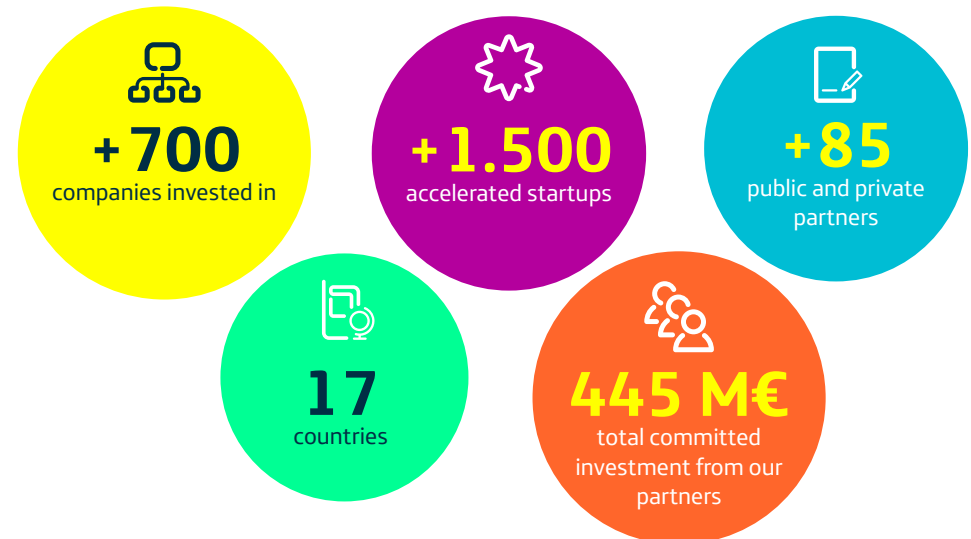 +700
companies invested in
+1.500
accelerated startups
+85
public and private
partners
17
countries
445 M€
total committed
investment from our
partners